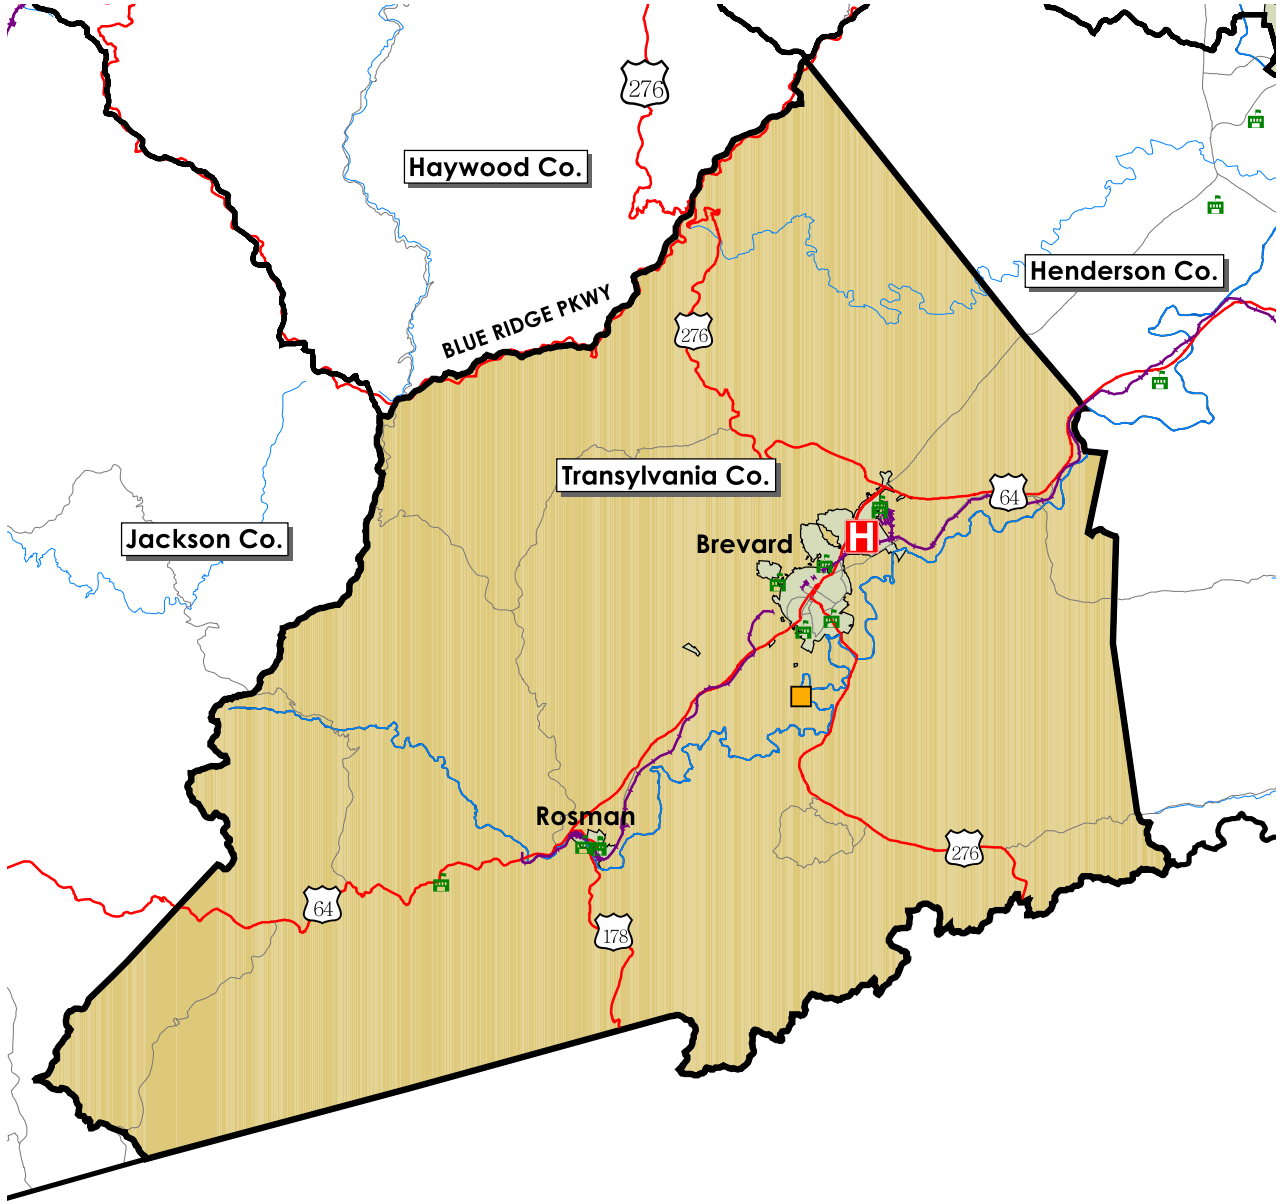 276
Haywood Co.
Henderson Co.
BLUE RIDGE PKWY
276
Transylvania Co.
64
Jackson Co.
Brevard
H
Rosman
276
64
178